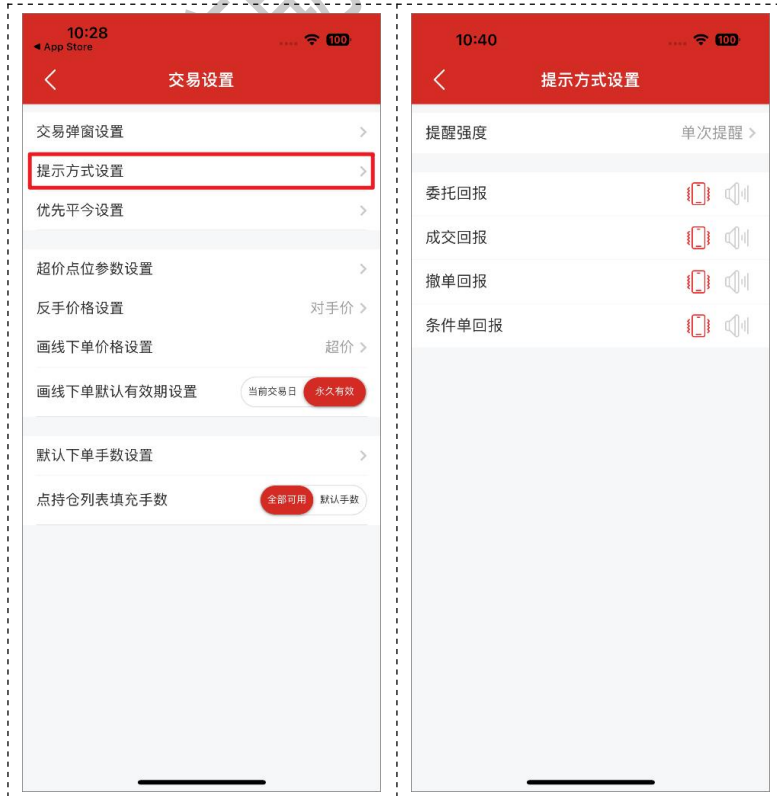 10:28
App Store
100
交易设置
交易弹窗设置
提示方式设置
优先平今设置
超价点位参数设置
反手价格设置 对手价
画线下单价格设置 超价
画线下单默认有效期设置 当前交易日 永久有效
默认下单手数设置
点持仓列表填充手数 全部可用 默认手数
10:40
100
提示方式设置
提醒强度 单次提醒
委托回报
成交回报
撤单回报
条件单回报